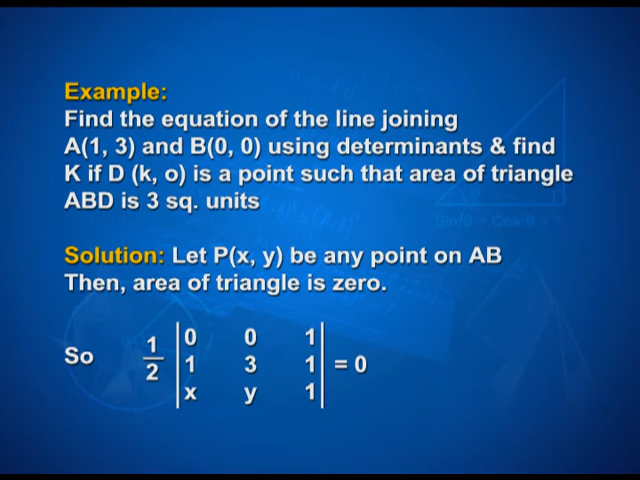 Example:
Find the equation of the line joining
A(1, 3) and B(0, 0) using determinants & find
K if D (k, o) is a point such that area of triangle
ABD is 3 sq. units
Solution: Let P(x, y) be any point on AB
Then, area of triangle is zero.
So 1/2 | 0 0 1 |
| 1 3 1 | = 0
| x y 1 |